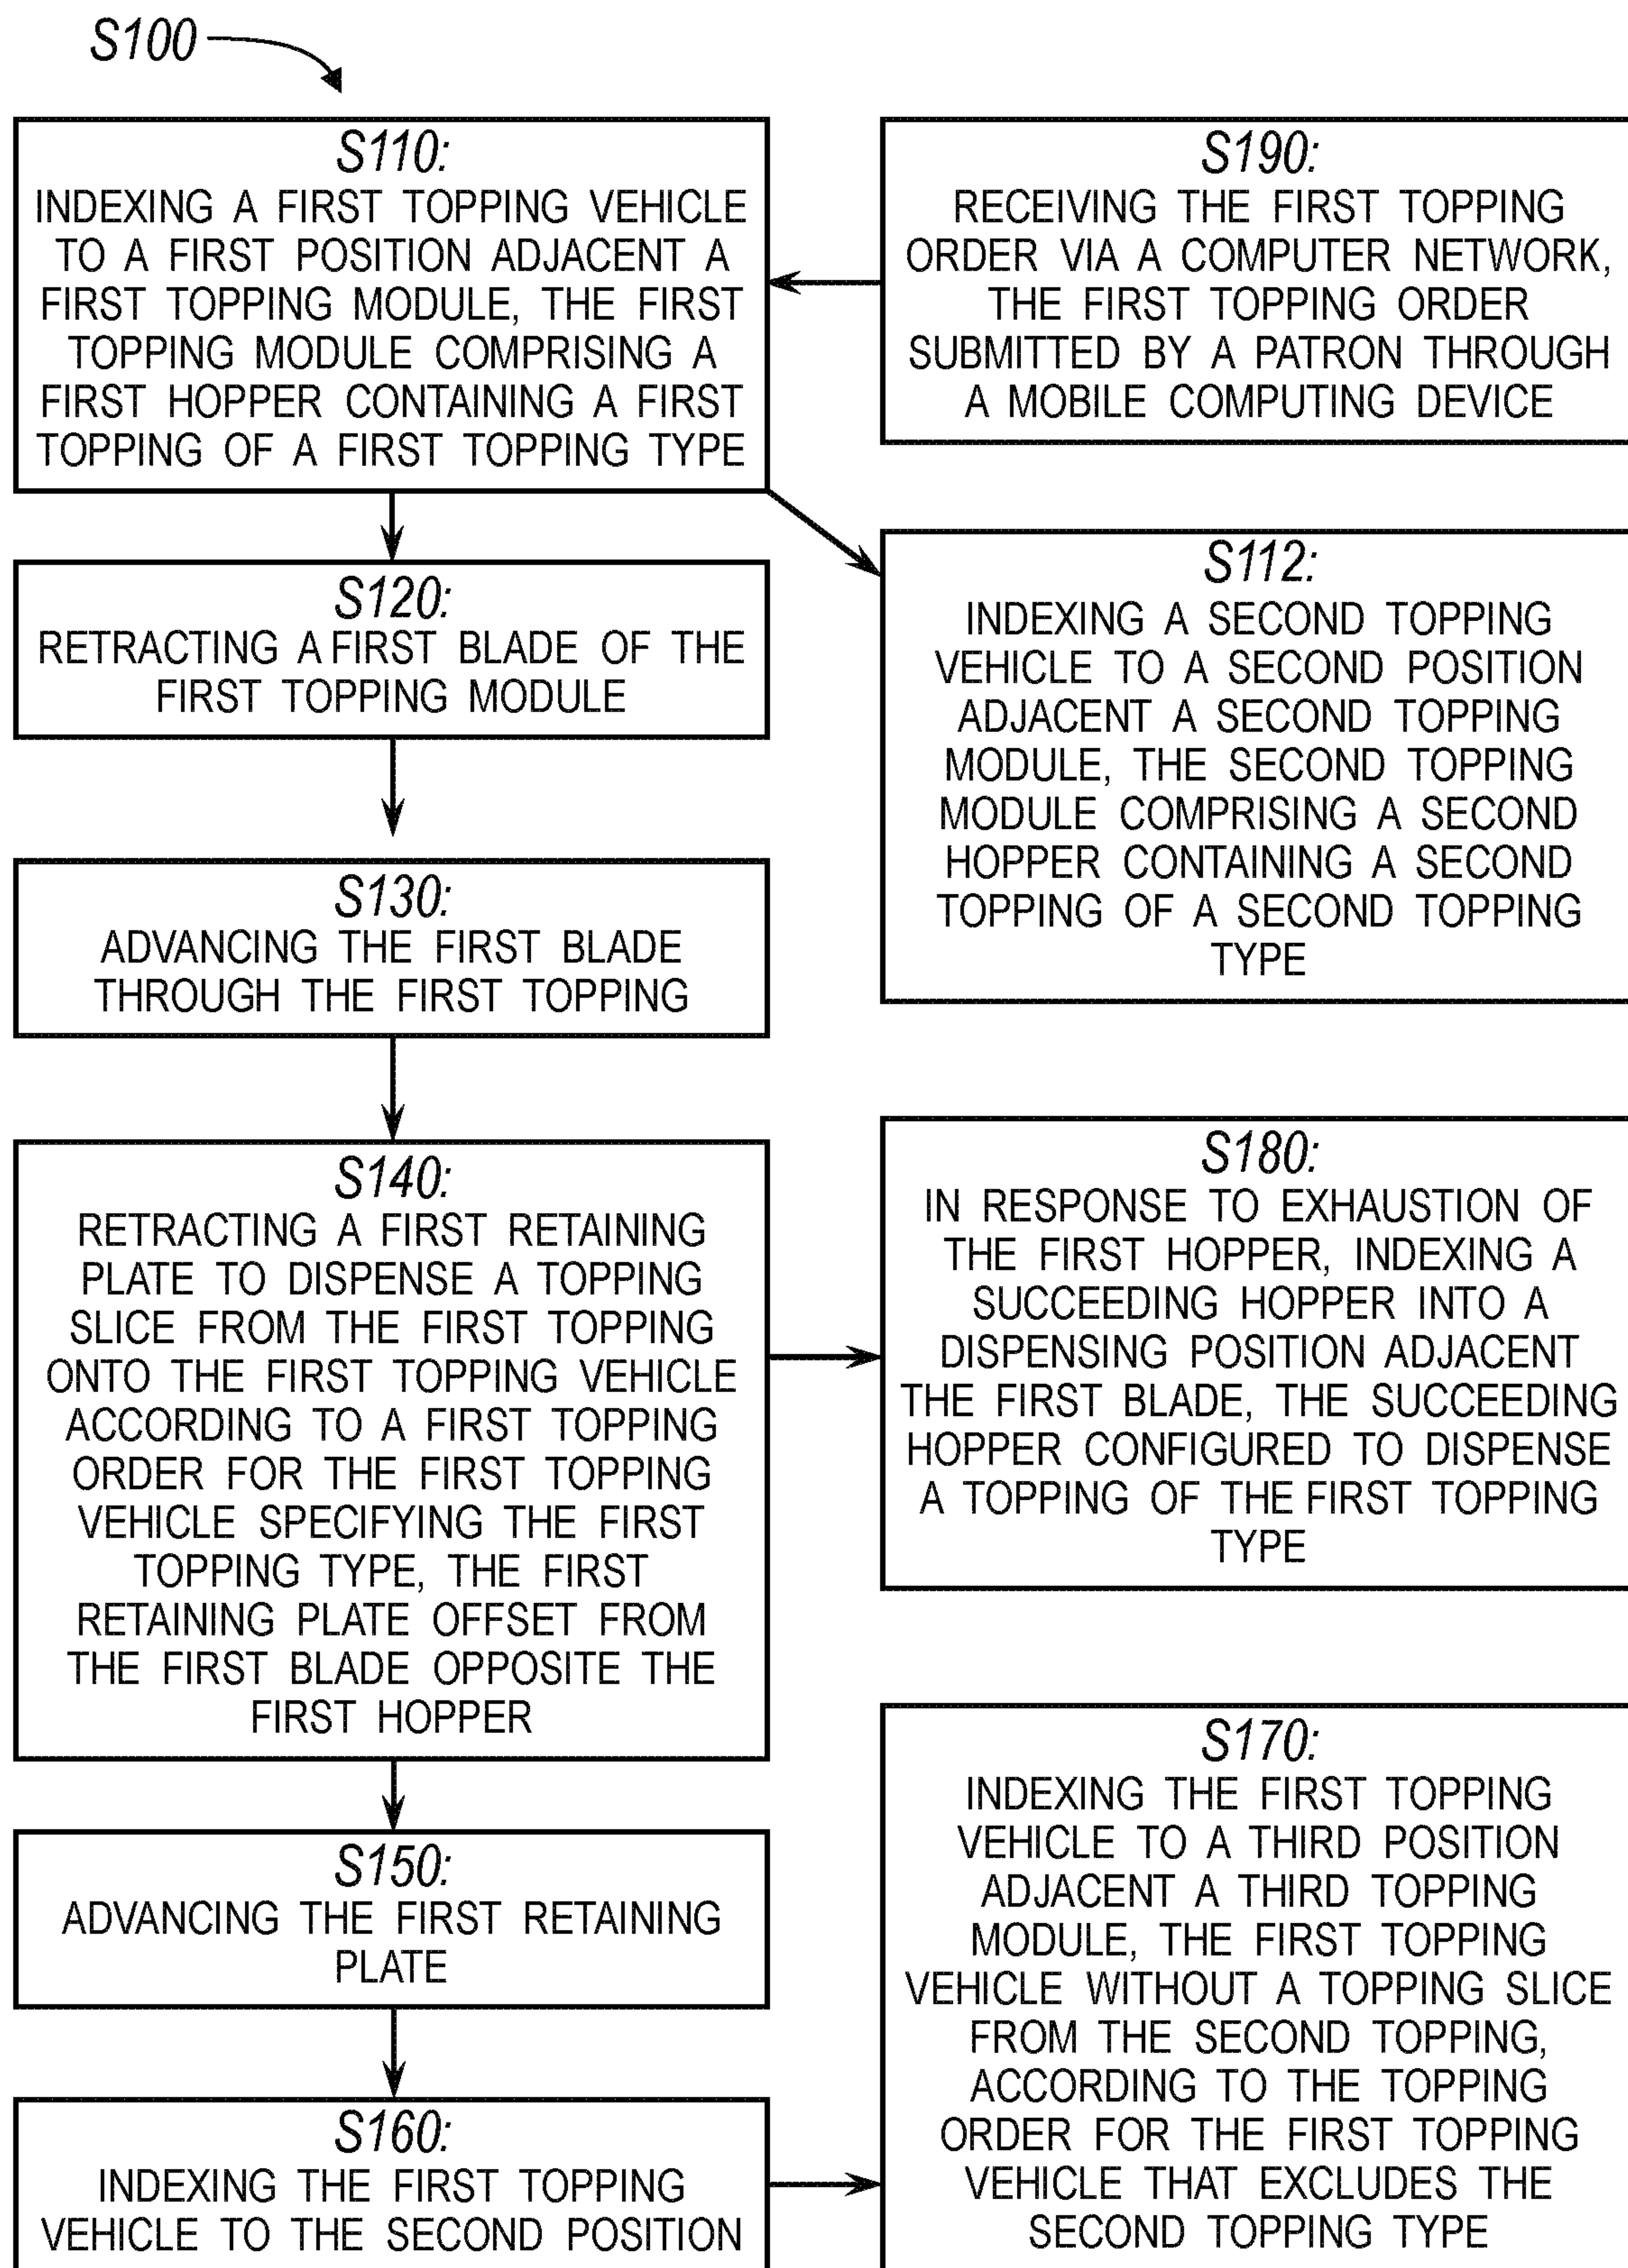 S100
S110:
INDEXING A FIRST TOPPING VEHICLE
TO A FIRST POSITION ADJACENT A
FIRST TOPPING MODULE, THE FIRST
TOPPING MODULE COMPRISING A
FIRST HOPPER CONTAINING A FIRST
TOPPING OF A FIRST TOPPING TYPE
S190:
RECEIVING THE FIRST TOPPING
ORDER VIA A COMPUTER NETWORK,
THE FIRST TOPPING ORDER
SUBMITTED BY A PATRON THROUGH
A MOBILE COMPUTING DEVICE
S120:
RETRACTING A FIRST BLADE OF THE
FIRST TOPPING MODULE
S112:
INDEXING A SECOND TOPPING
VEHICLE TO A SECOND POSITION
ADJACENT A SECOND TOPPING
MODULE, THE SECOND TOPPING
MODULE COMPRISING A SECOND
HOPPER CONTAINING A SECOND
TOPPING OF A SECOND TOPPING
TYPE
S130:
ADVANCING THE FIRST BLADE
THROUGH THE FIRST TOPPING
S140:
RETRACTING A FIRST RETAINING
PLATE TO DISPENSE A TOPPING
SLICE FROM THE FIRST TOPPING
ONTO THE FIRST TOPPING VEHICLE
ACCORDING TO A FIRST TOPPING
ORDER FOR THE FIRST TOPPING
VEHICLE SPECIFYING THE FIRST
TOPPING TYPE, THE FIRST
RETAINING PLATE OFFSET FROM
THE FIRST BLADE OPPOSITE THE
FIRST HOPPER
S180:
IN RESPONSE TO EXHAUSTION OF
THE FIRST HOPPER, INDEXING A
SUCCEEDING HOPPER INTO A
DISPENSING POSITION ADJACENT
THE FIRST BLADE, THE SUCCEEDING
HOPPER CONFIGURED TO DISPENSE
A TOPPING OF THE FIRST TOPPING
TYPE
S150:
ADVANCING THE FIRST RETAINING
PLATE
S160:
INDEXING THE FIRST TOPPING
VEHICLE TO THE SECOND POSITION
S170:
INDEXING THE FIRST TOPPING
VEHICLE TO A THIRD POSITION
ADJACENT A THIRD TOPPING
MODULE, THE FIRST TOPPING
VEHICLE WITHOUT A TOPPING SLICE
FROM THE SECOND TOPPING,
ACCORDING TO THE TOPPING
ORDER FOR THE FIRST TOPPING
VEHICLE THAT EXCLUDES THE
SECOND TOPPING TYPE